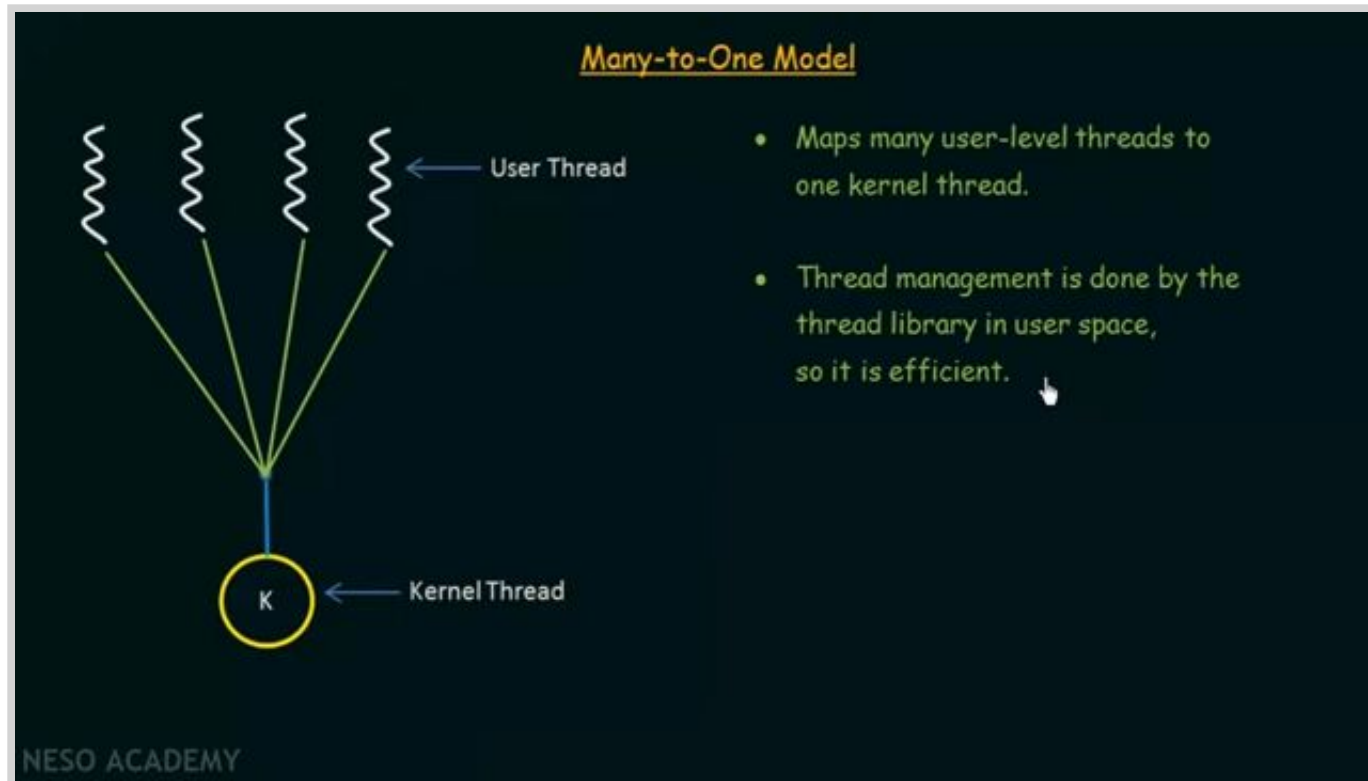 Many-to-One Model
User Thread
• Maps many user-level threads to
one kernel thread.
• Thread management is done by the
thread library in user space,
so it is efficient.
K
Kernel Thread
NESO ACADEMY